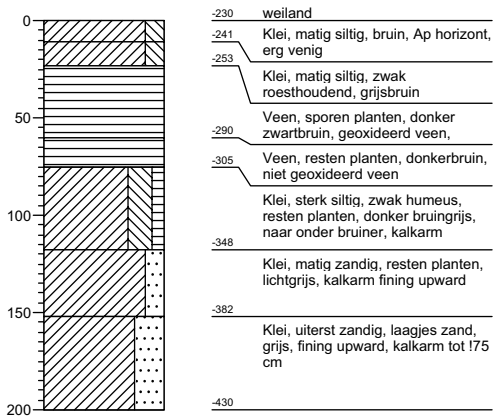 0
50
100
150
200
-230 weiland
-241 Klei, matig siltig, bruin, Ap horizont,
erg venig
-253 Klei, matig siltig, zwak
roesthoudend, grijsbruin
Veen, sporen planten, donker
zwartbruin, geoxideerd veen,
-290
Veen, resten planten, donkerbruin,
niet geoxideerd veen
-305
Klei, sterk siltig, zwak humeus,
resten planten, donker bruingrijs,
naar onder bruiner, kalkarm
-348
Klei, matig zandig, resten planten,
lichtgrijs, kalkarm fining upward
-382
Klei, uiterst zandig, laagjes zand,
grijs, fining upward, kalkarm tot !75
cm
-430